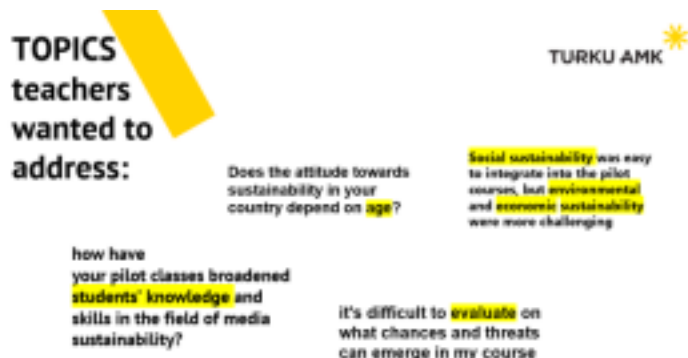 TOPICS
teachers
wanted to
address:
TURKU AMK
Does the attitude towards
sustainability in your
country depend on age?
Social sustainability was easy
to integrate into the pilot
courses, but environmental
and economic sustainability
were more challenging
how have
your pilot classes broadened
students' knowledge and
skills in the field of media
sustainability?
it's difficult to evaluate on
what chances and threats
can emerge in my course